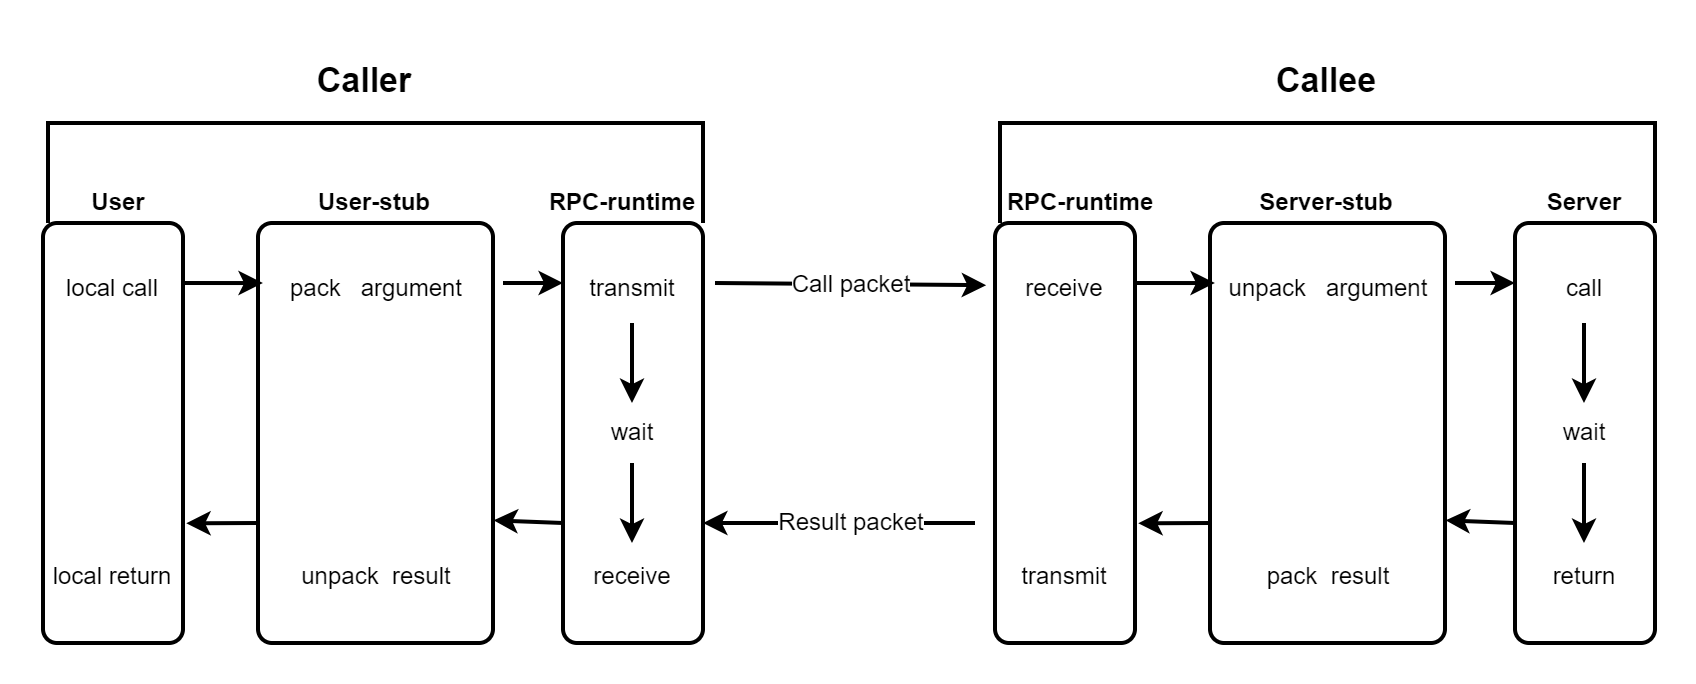 Caller Callee
User User-stub RPC-runtime RPC-runtime Server-stub Server
local call pack argument transmit Call packet receive unpack argument call
wait wait
Result packet
local return unpack result receive transmit pack result return